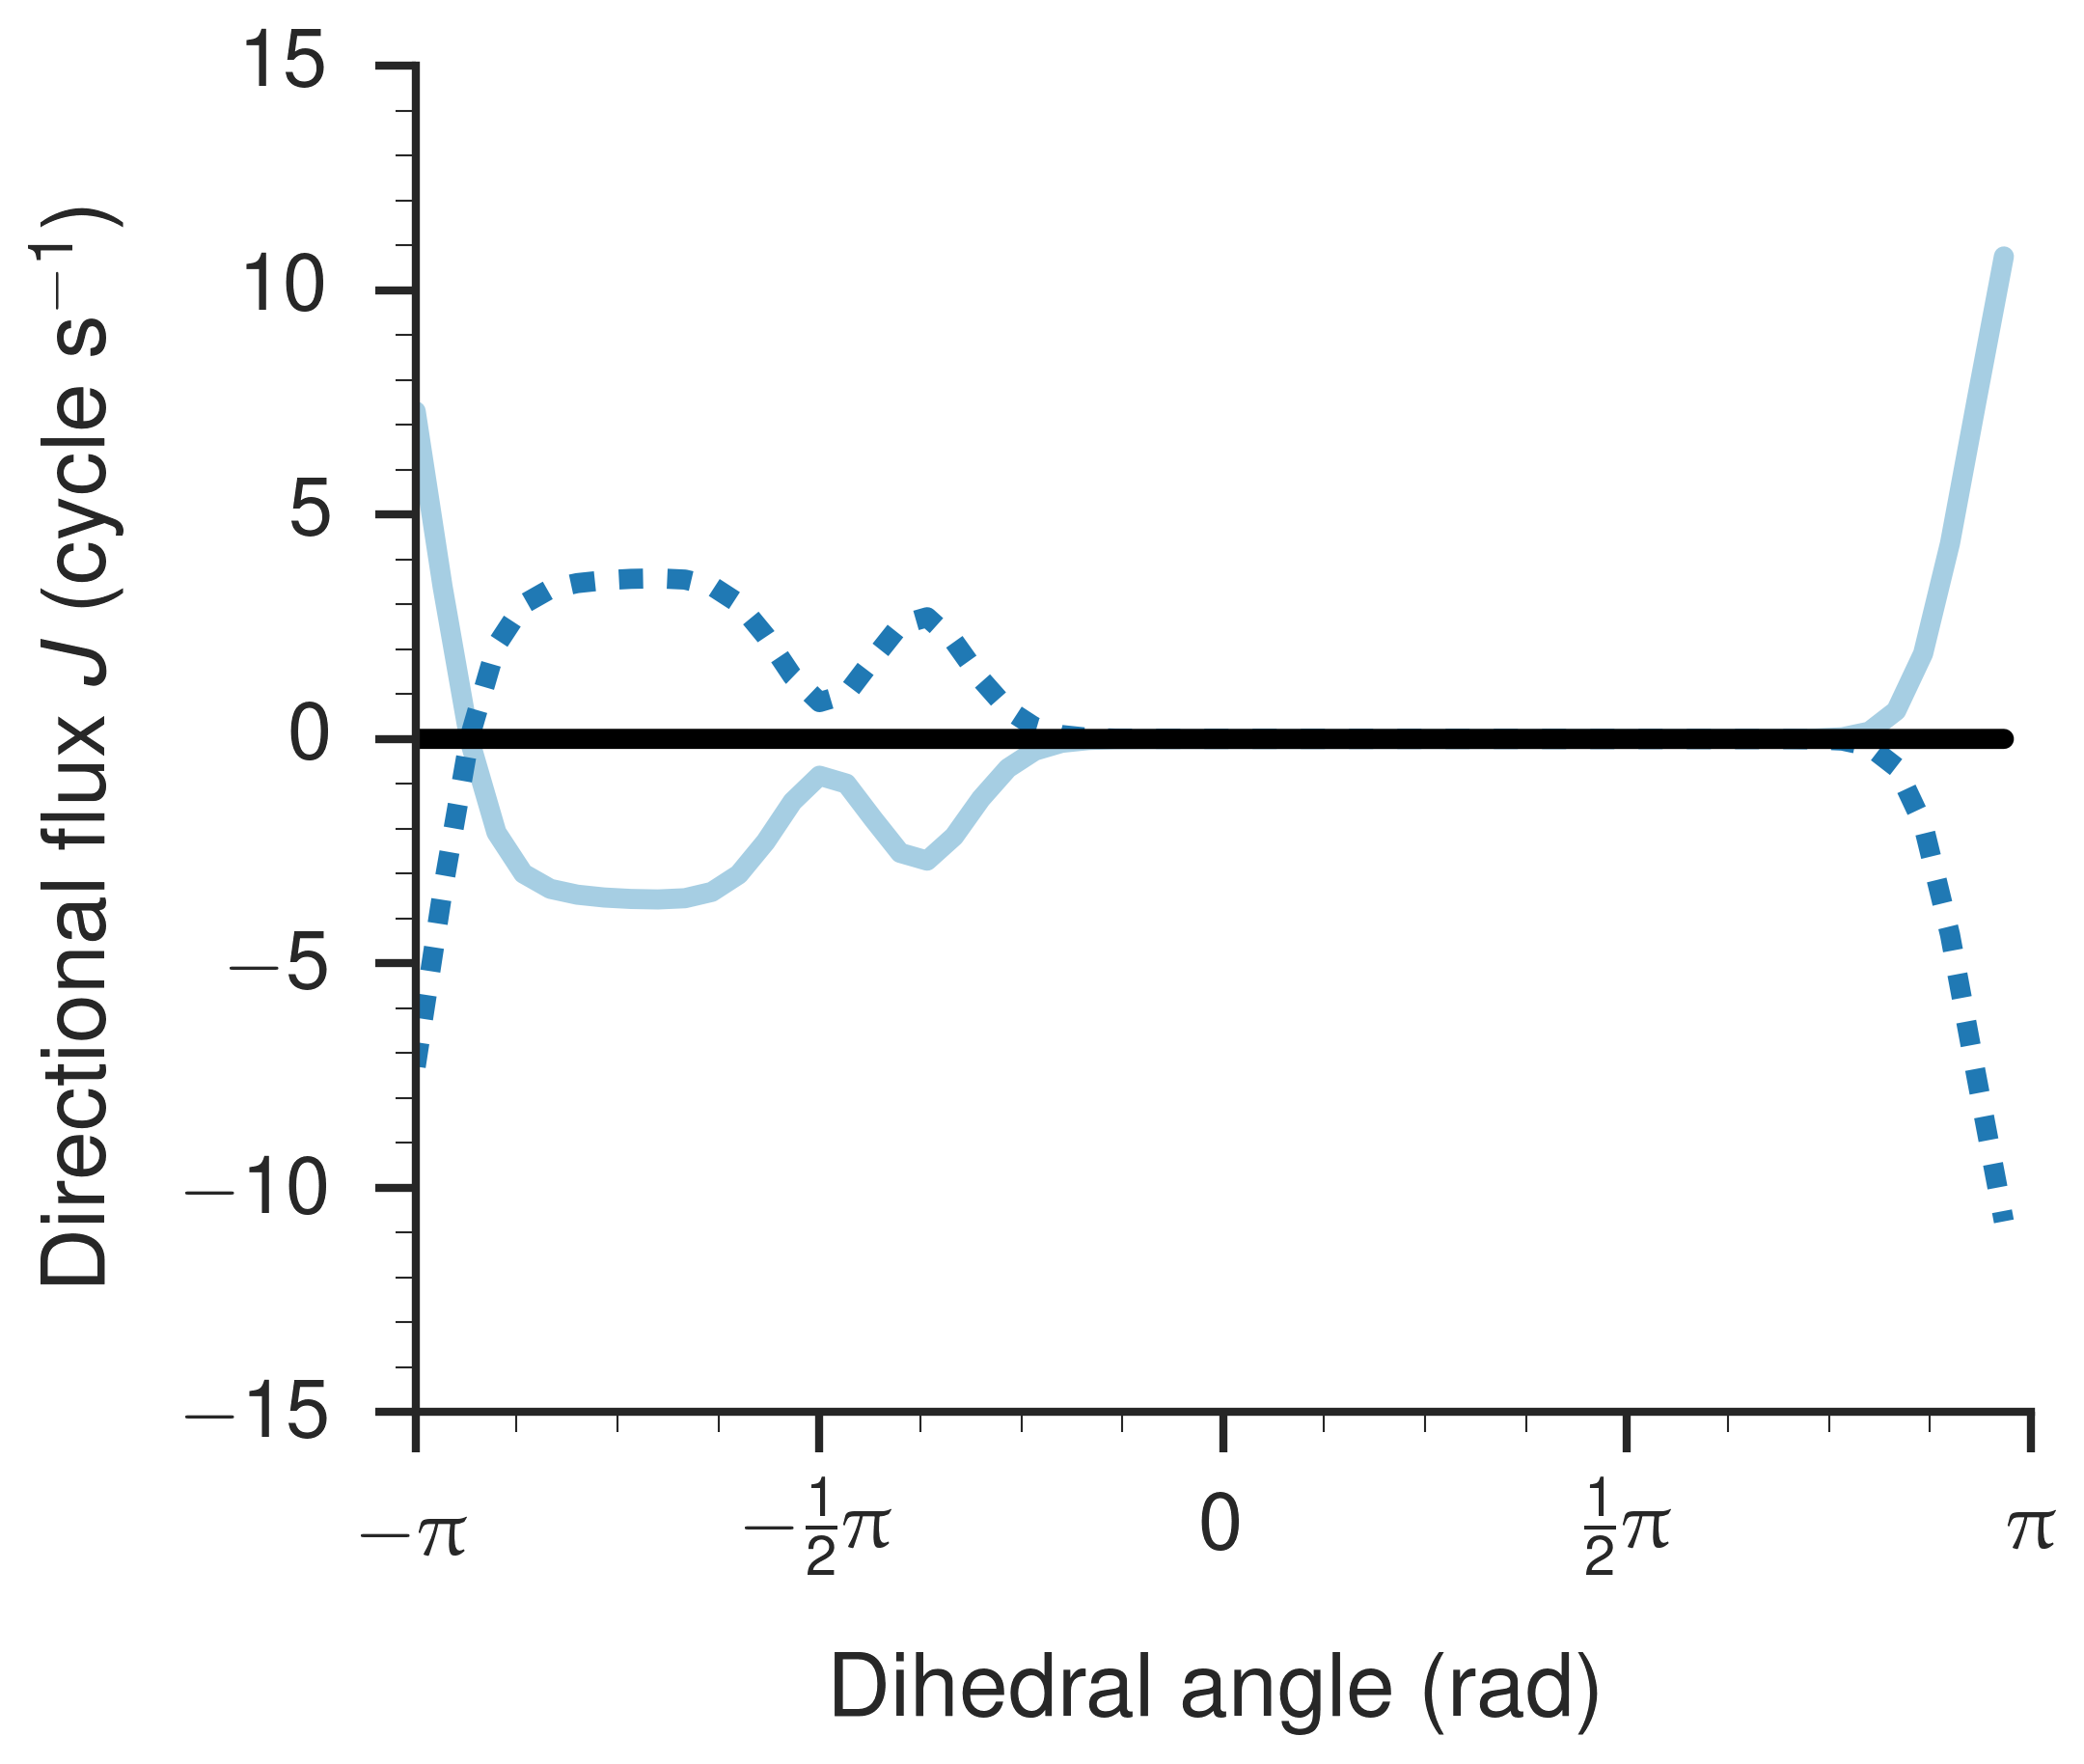 Directional flux J (cycle s⁻¹)
15
10
5
0
−5
−10
−15
−π
−½π
0
½π
π
Dihedral angle (rad)